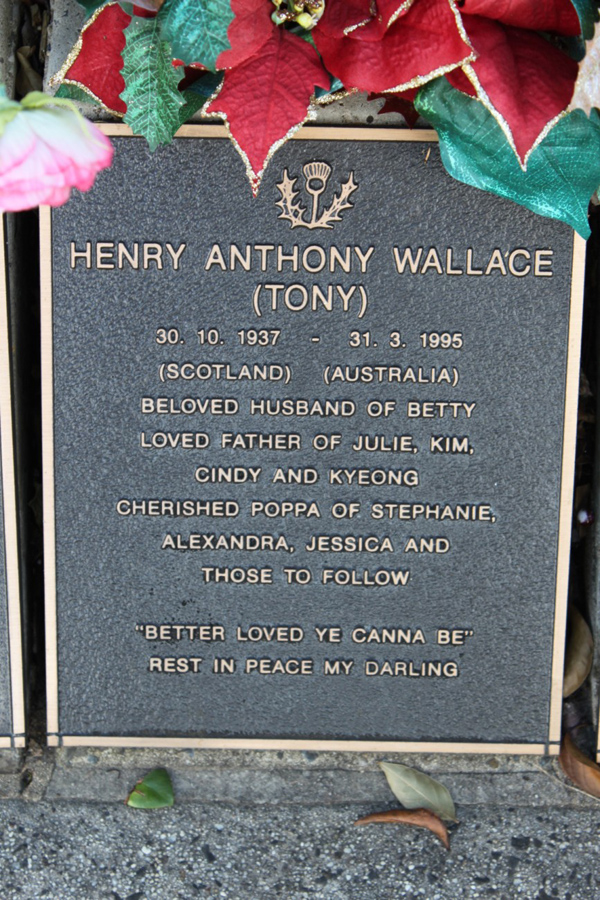 HENRY ANTHONY WALLACE
(TONY)
30. 10. 1937 - 31. 3. 1995
(SCOTLAND) (AUSTRALIA)
BELOVED HUSBAND OF BETTY
LOVED FATHER OF JULIE, KIM,
CINDY AND KYEONG
CHERISHED POPPA OF STEPHANIE,
ALEXANDRA, JESSICA AND
THOSE TO FOLLOW
"BETTER LOVED YE CANNA BE"
REST IN PEACE MY DARLING